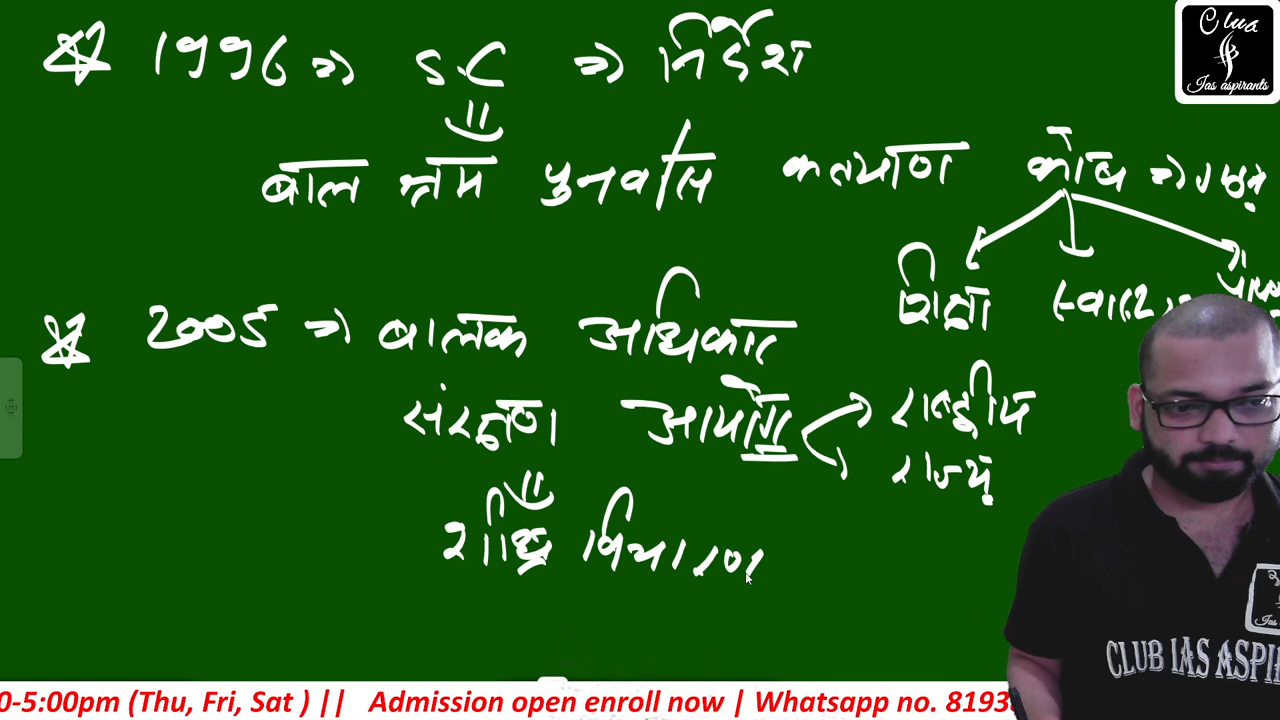 Club
Ias aspirants
1996 ⇒ S.C ⇒ निर्देश
बाल श्रम पुनर्वास कल्याण कोष ⇒
शिक्षा
2005 ⇒ बालक अधिकार
संरक्षण आयोग → राष्ट्रीय
राज्य
शीघ्र
CLUB IAS ASPI
0-5:00pm (Thu, Fri, Sat ) || Admission open enroll now | Whatsapp no. 8193